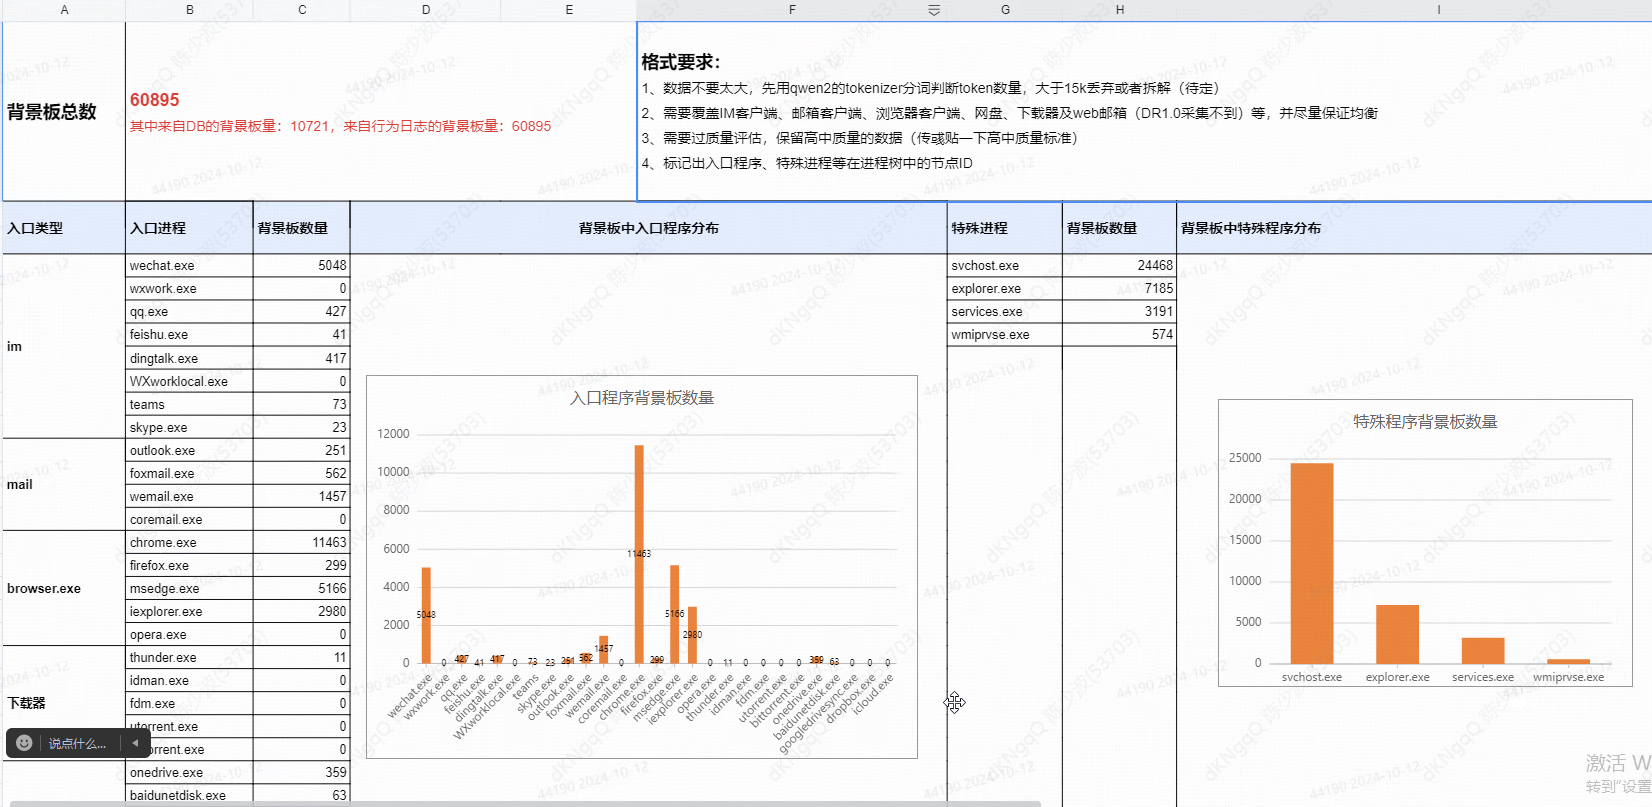 A B C D E F G H I
背景板总数
60895
其中来自DB的背景板量：10721，来自行为日志的背景板量：60895
格式要求：
1、数据不要太大，先用qwen2的tokenizer分词判断token数量，大于15k丢弃或者拆解（待定）
2、需要覆盖IM客户端、邮箱客户端、浏览器客户端、网盘、下载器及web邮箱（DR1.0采集不到）等，并尽量保证均衡
3、需要过质量评估，保留高中质量的数据（传彧贴一下高中质量标准）
4、标记出入口程序、特殊进程等在进程树中的节点ID
入口类型 入口进程 背景板数量 背景板中入口程序分布 特殊进程 背景板数量 背景板中特殊程序分布
im
wechat.exe 5048
wxwork.exe 0
qq.exe 427
feishu.exe 41
dingtalk.exe 417
WXworklocal.exe 0
teams 73
skype.exe 23
mail
outlook.exe 251
foxmail.exe 562
wemail.exe 1457
coremail.exe 0
browser.exe
chrome.exe 11463
firefox.exe 299
msedge.exe 5166
iexplorer.exe 2980
opera.exe 0
下载器
thunder.exe 11
idman.exe 0
fdm.exe 0
utorrent.exe 0
orrent.exe 0
onedrive.exe 359
baidunetdisk.exe 63
说点什么...
入口程序背景板数量
12000
10000
8000
6000
4000
2000
0
5048 0 427 41 417 0 73 23 251 562 1457 0 11463 299 5166 2980 0 11 0 0 0 0 359 63 0 0 0
wechat.exe wxwork.exe qq.exe feishu.exe dingtalk.exe WXworklocal.exe teams skype.exe outlook.exe foxmail.exe wemail.exe coremail.exe chrome.exe firefox.exe msedge.exe iexplorer.exe opera.exe thunder.exe idman.exe fdm.exe utorrent.exe bittorrent.exe onedrive.exe baidunetdisk.exe googledrivesync.exe dropbox.exe icloud.exe
svchost.exe 24468
explorer.exe 7185
services.exe 3191
wmiprvse.exe 574
特殊程序背景板数量
25000
20000
15000
10000
5000
0
svchost.exe explorer.exe services.exe wmiprvse.exe
激活 W
转到"设置
dKNgqQ 陈少波(53703)
44190 2024-10-12